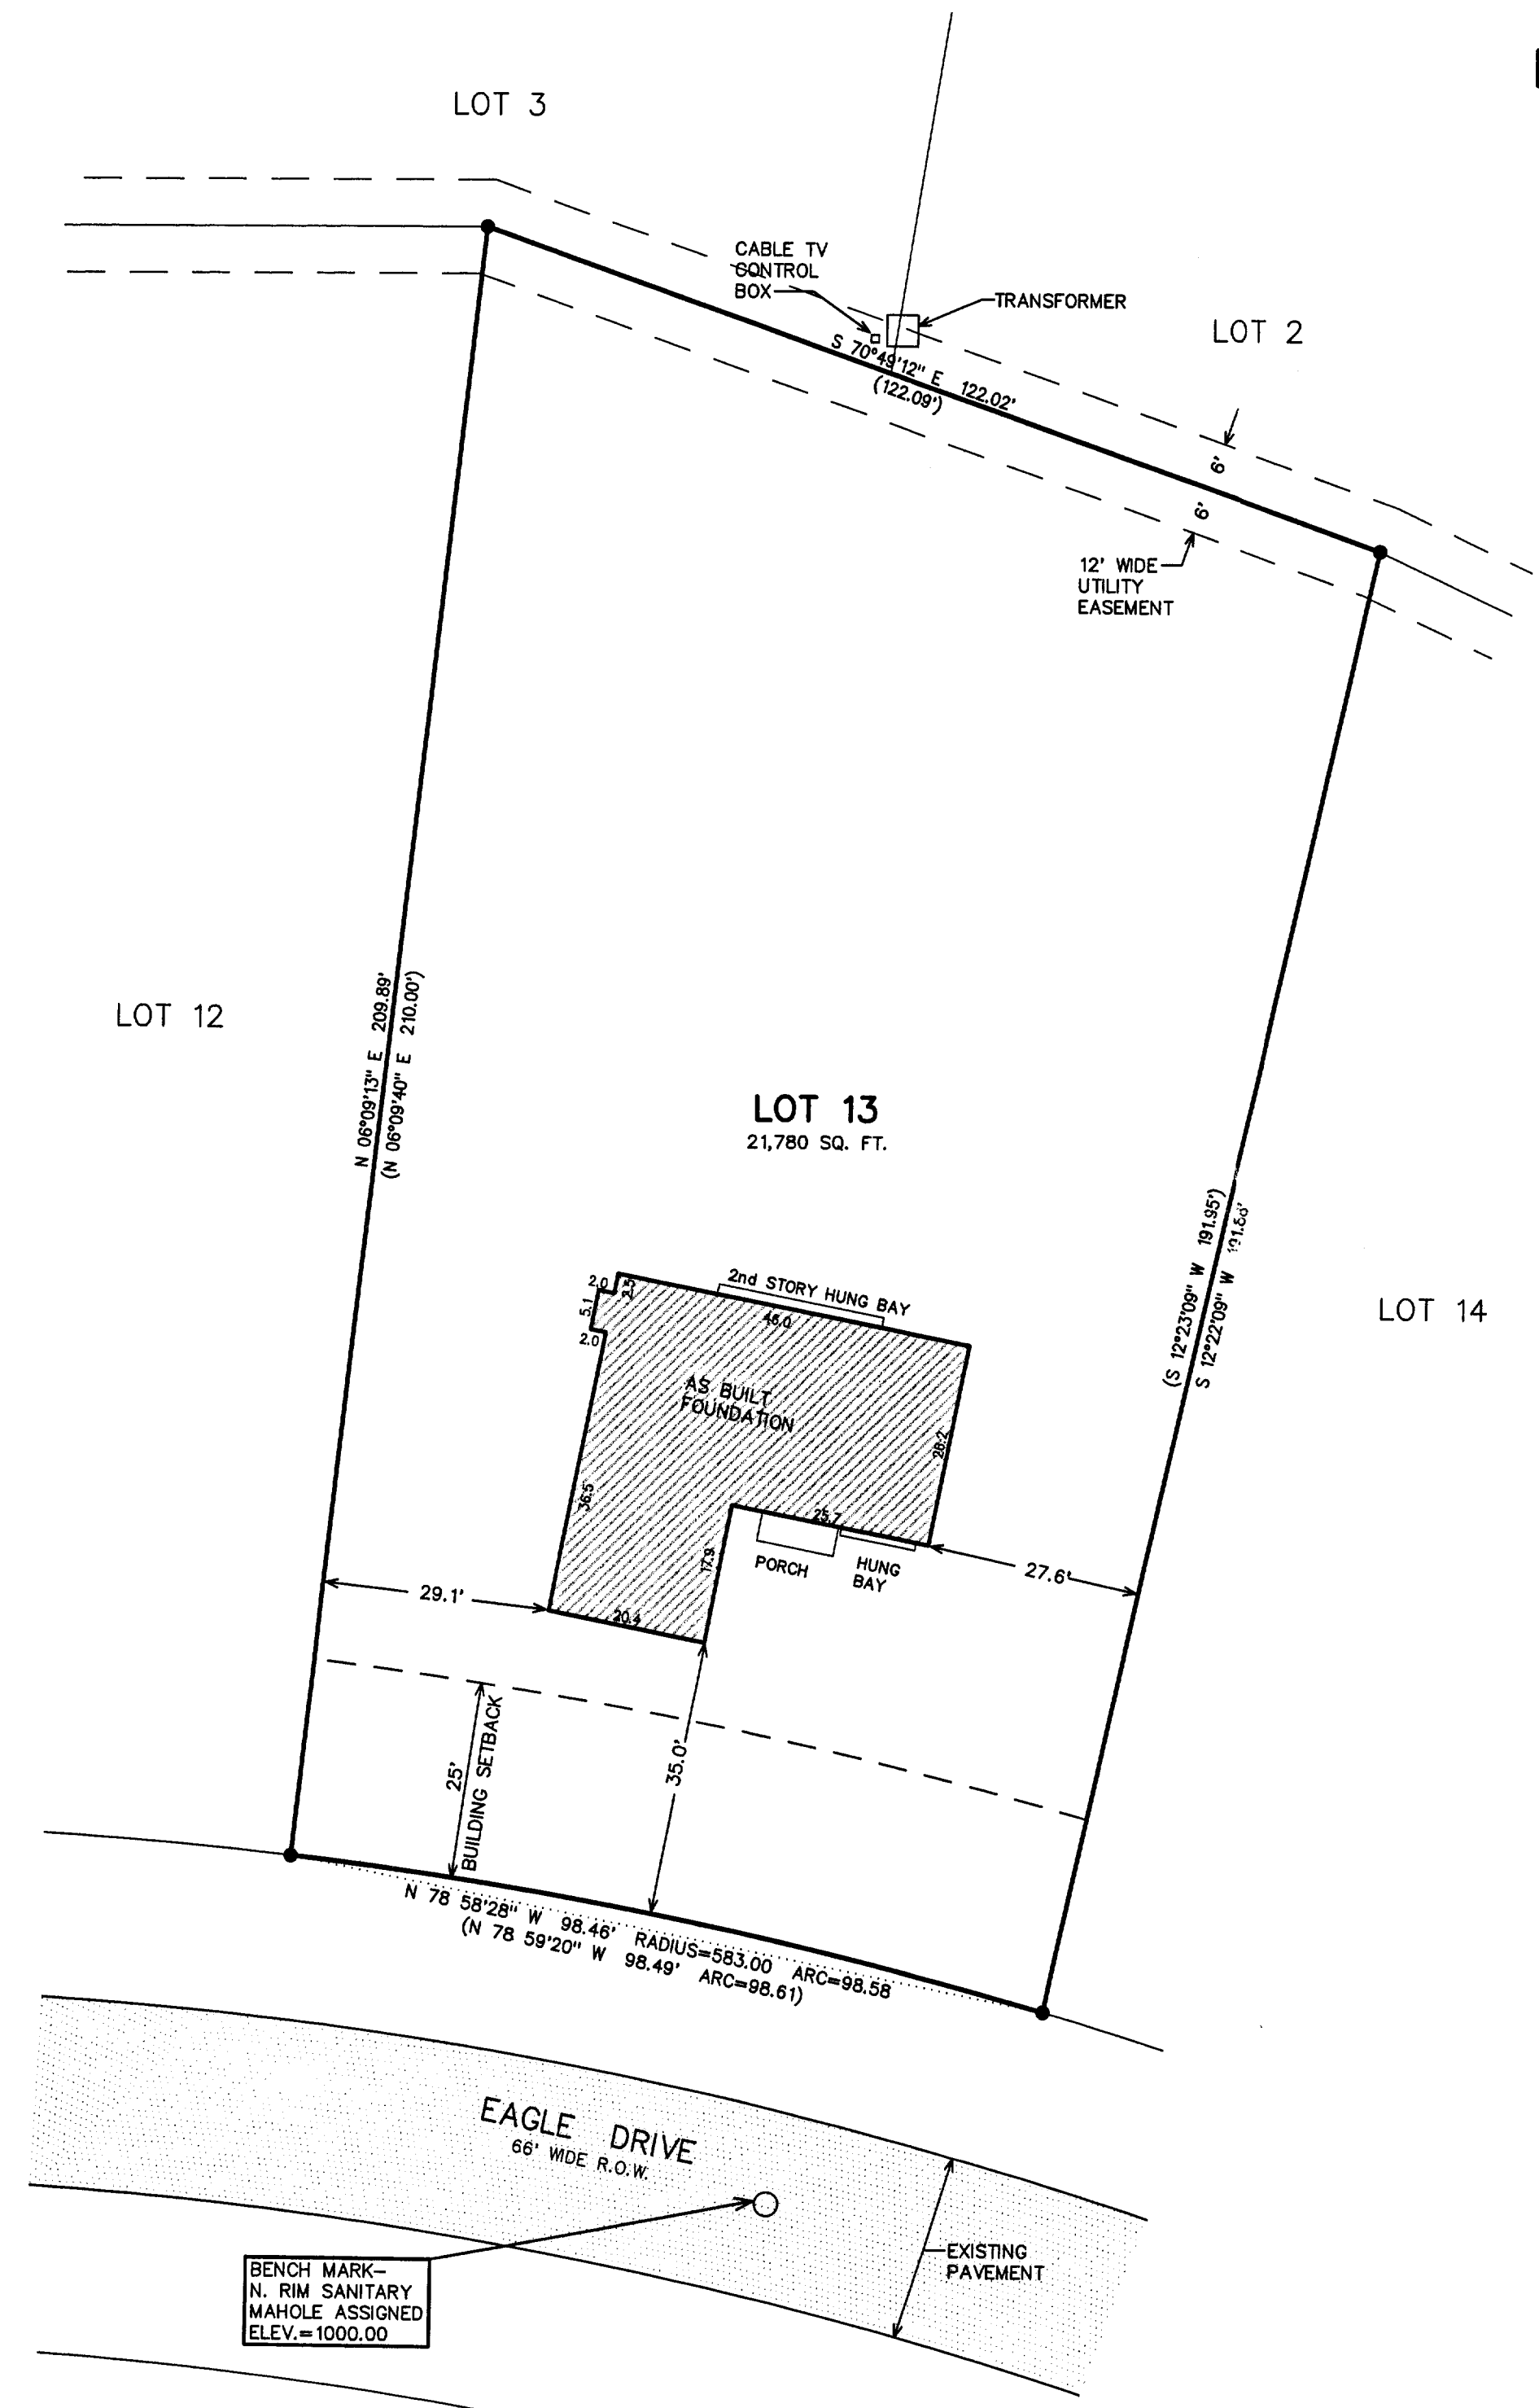 LOT 3
CABLE TV
CONTROL
BOX
TRANSFORMER
LOT 2
S 70°49'12" E 122.02'
(122.09')
6'
6'
12' WIDE
UTILITY
EASEMENT
N 06°09'13" E 209.89'
(N 06°09'40" E 210.00')
LOT 12
LOT 13
21,780 SQ. FT.
(S 12°23'09" W 191.95')
S 12°22'09" W
LOT 14
2nd STORY HUNG BAY
2.0
5.1
2.0
46.0
AS BUILT
FOUNDATION
28.2
36.5
25.7
17.9
PORCH
HUNG
BAY
27.6'
29.1'
20.4
25'
BUILDING SETBACK
35.0'
N 78 58'28" W 98.46' RADIUS=583.00 ARC=98.58
(N 78 59'20" W 98.49' ARC=98.61)
EAGLE DRIVE
66' WIDE R.O.W.
BENCH MARK–
N. RIM SANITARY
MAHOLE ASSIGNED
ELEV.=1000.00
EXISTING
PAVEMENT